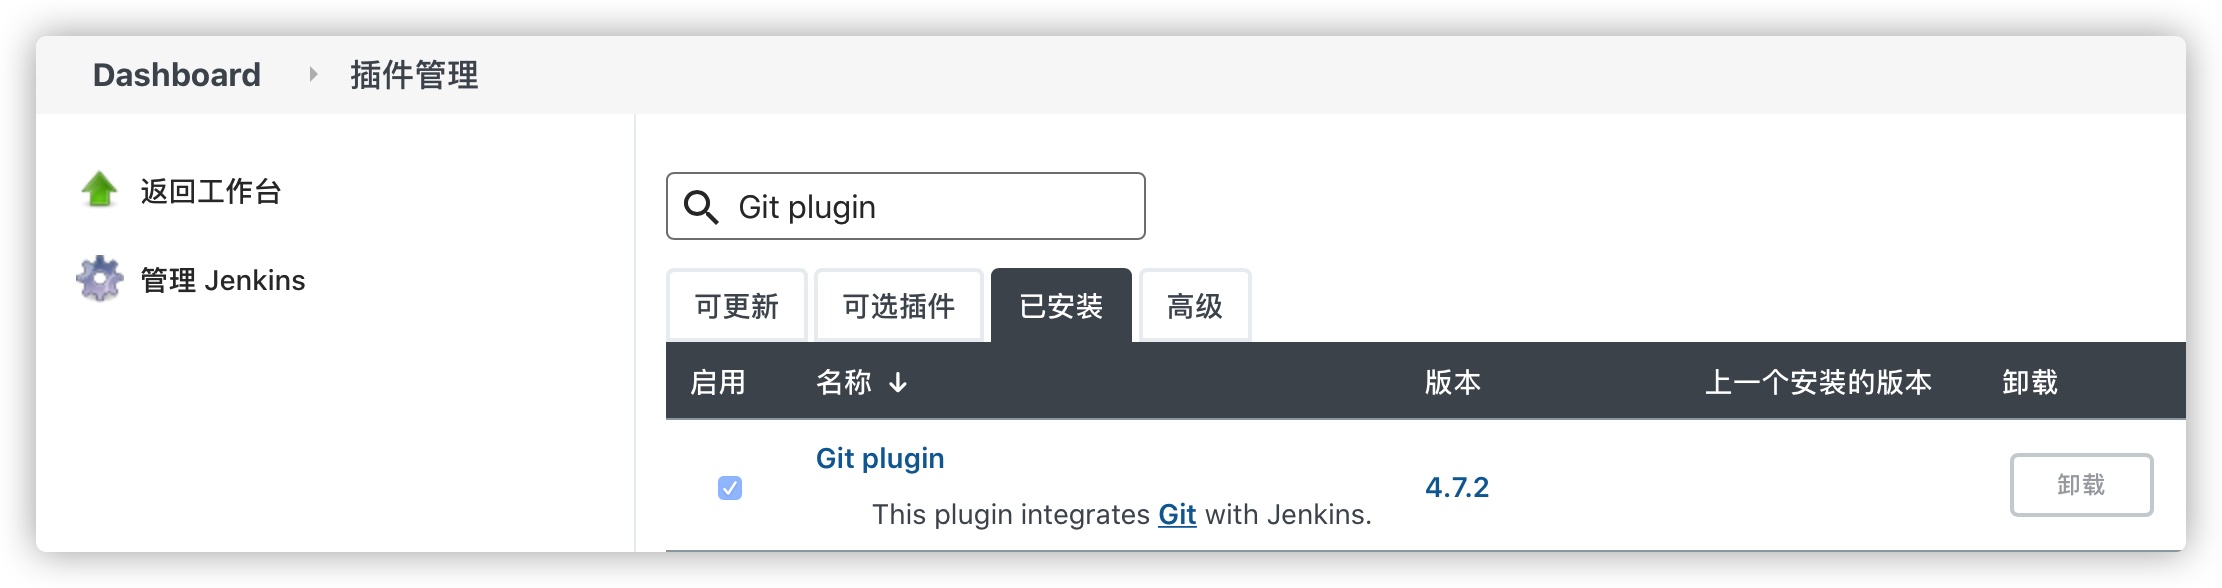 Dashboard 插件管理
返回工作台
管理 Jenkins
Git plugin
可更新 可选插件 已安装 高级
启用 名称 ↓ 版本 上一个安装的版本 卸载
Git plugin
This plugin integrates Git with Jenkins.
4.7.2
卸载